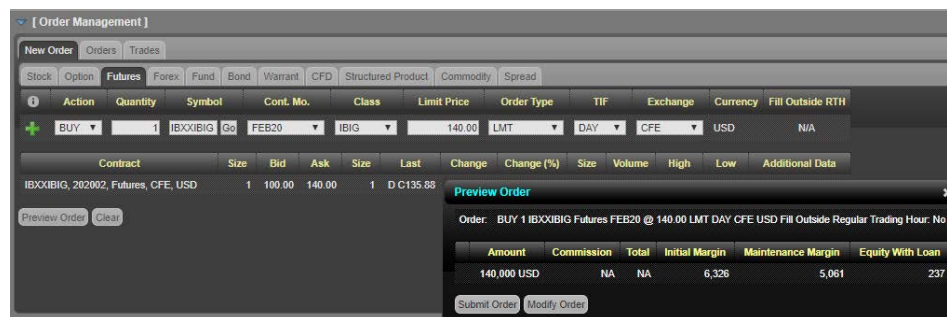 [ Order Management ]
New Order Orders Trades
Stock Option Futures Forex Fund Bond Warrant CFD Structured Product Commodity Spread
Action Quantity Symbol Cont. Mo. Class Limit Price Order Type TIF Exchange Currency Fill Outside RTH
BUY 1 IBXXIBIG Go FEB20 IBIG 140.00 LMT DAY CFE USD N/A
Contract Size Bid Ask Size Last Change Change (%) Size Volume High Low Additional Data
IBXXIBIG, 202002, Futures, CFE, USD 1 100.00 140.00 1 D C135.88
Preview Order Clear
Preview Order
Order: BUY 1 IBXXIBIG Futures FEB20 @ 140.00 LMT DAY CFE USD Fill Outside Regular Trading Hour: No
Amount Commission Total Initial Margin Maintenance Margin Equity With Loan
140,000 USD NA NA 6,326 5,061 237
Submit Order Modify Order